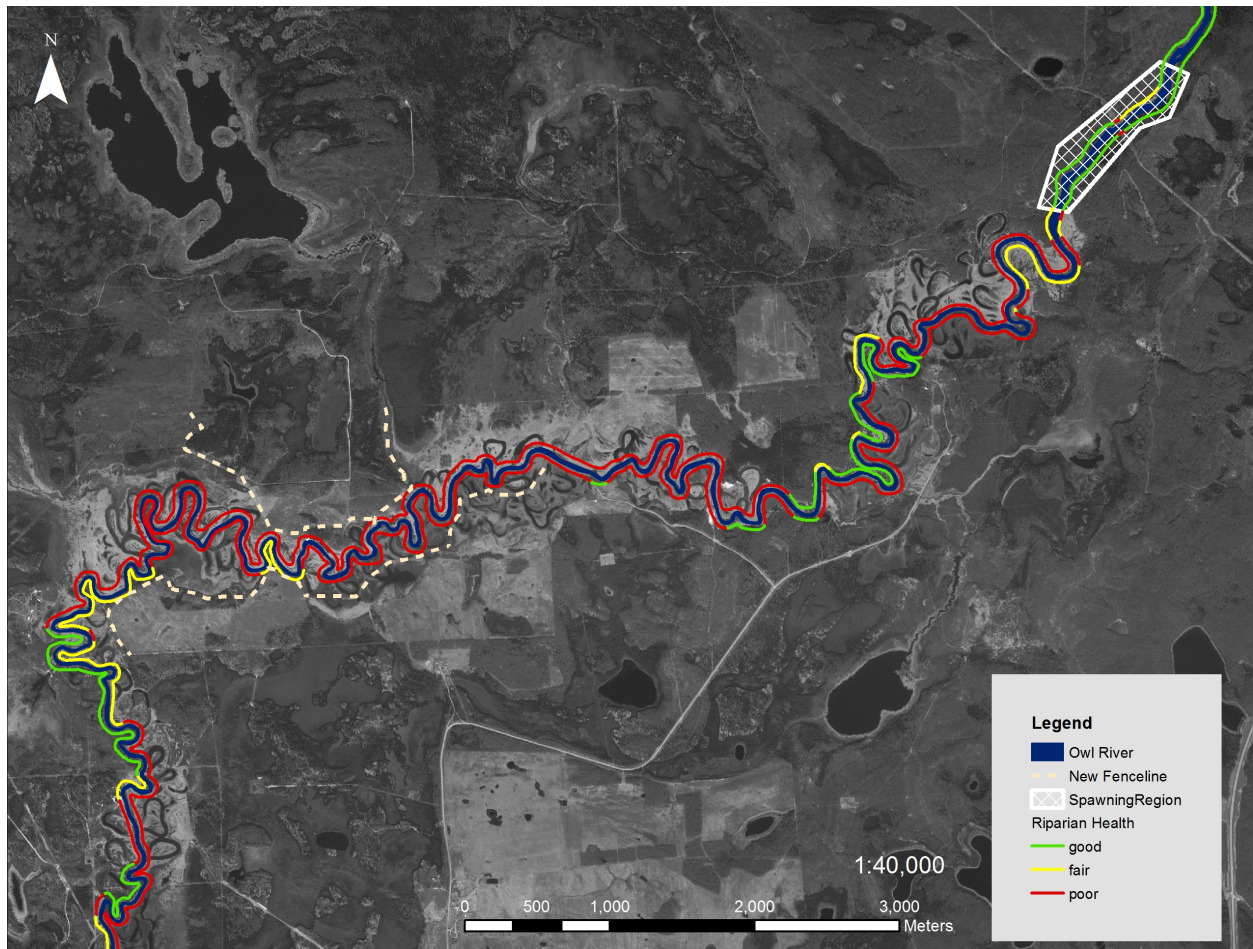 N
Legend
Owl River
New Fenceline
SpawningRegion
Riparian Health
good
fair
poor
1:40,000
0 500 1,000 2,000 3,000
Meters